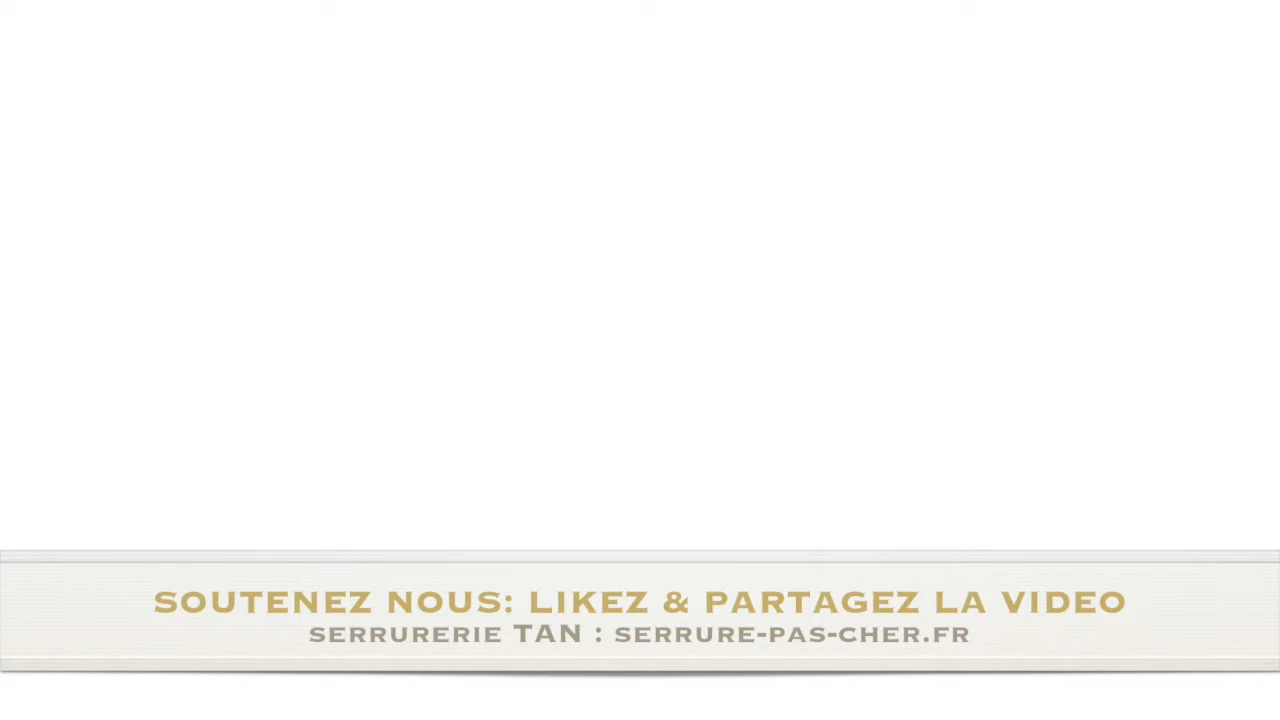 SOUTENEZ NOUS: LIKEZ & PARTAGEZ LA VIDEO
SERRURERIE TAN : SERRURE-PAS-CHER.FR